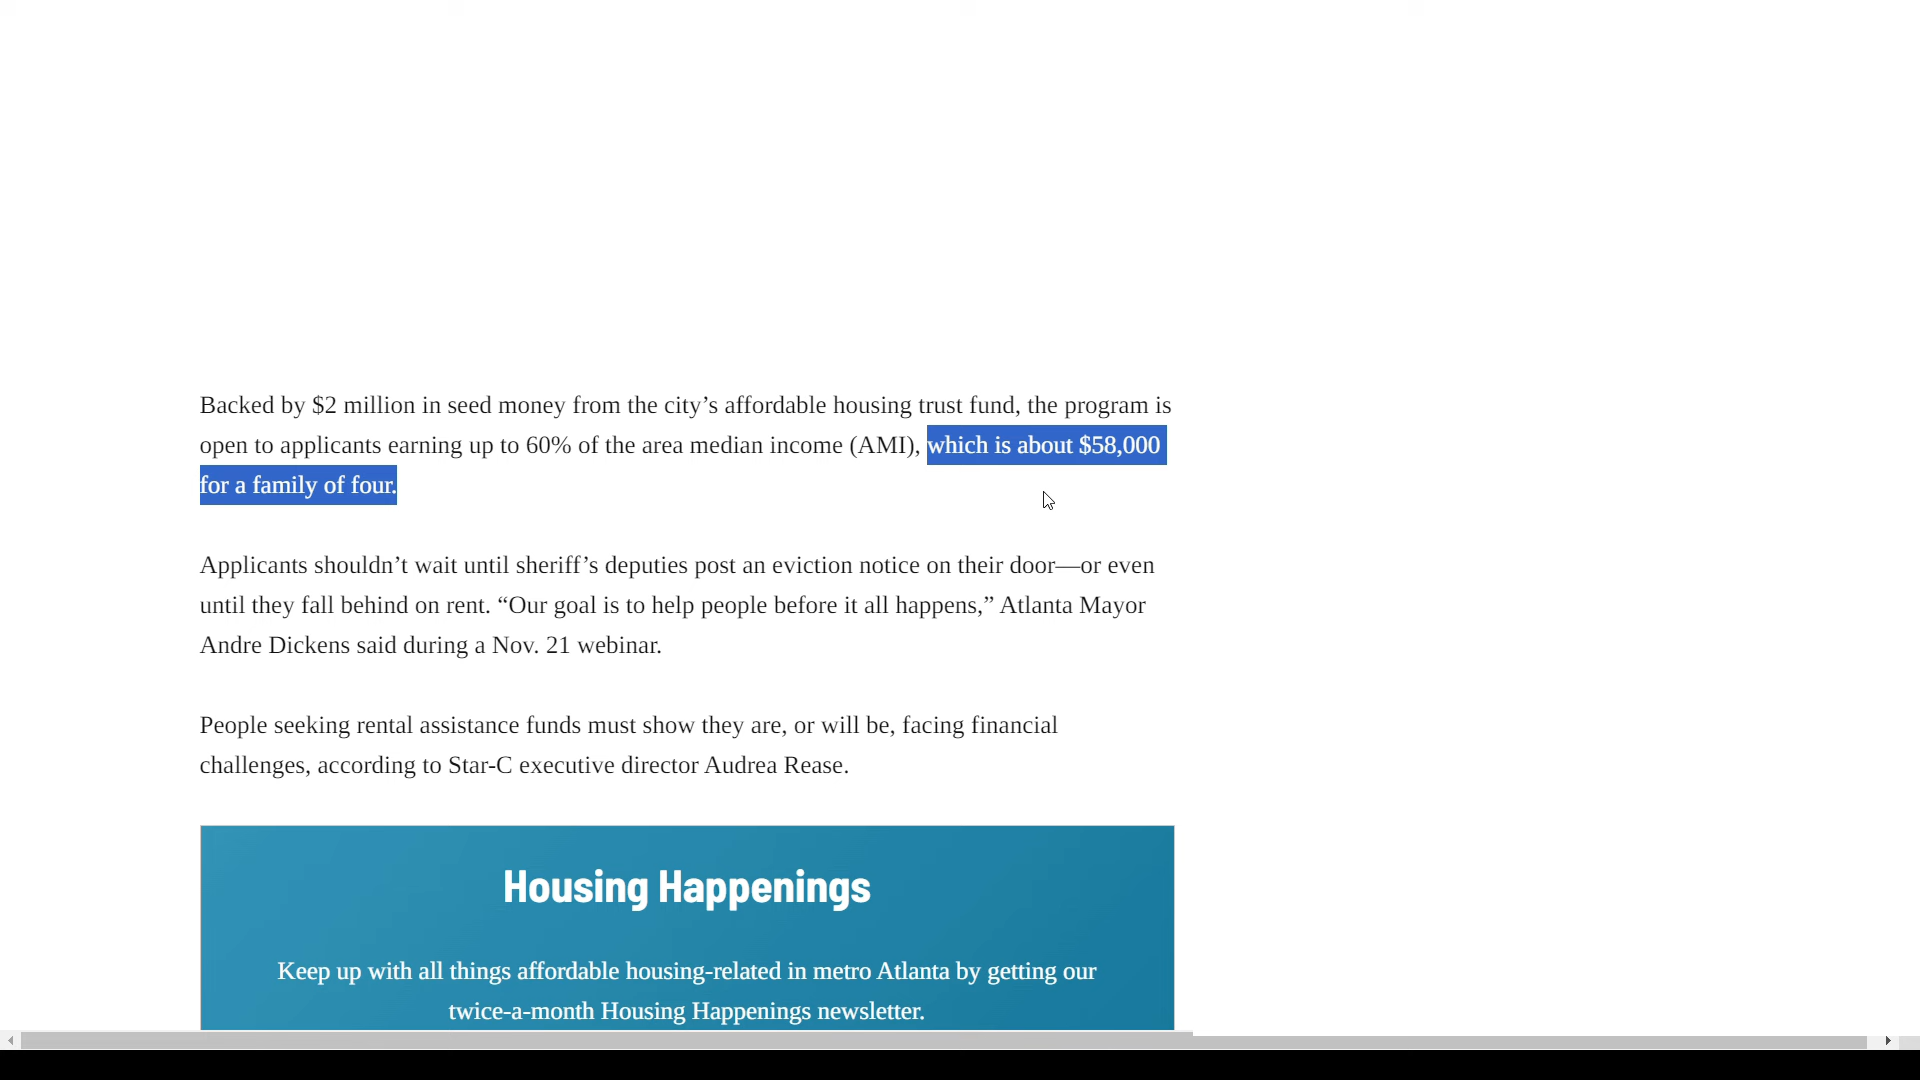 Backed by $2 million in seed money from the city’s affordable housing trust fund, the program is
open to applicants earning up to 60% of the area median income (AMI), which is about $58,000
for a family of four.
Applicants shouldn’t wait until sheriff’s deputies post an eviction notice on their door—or even
until they fall behind on rent. “Our goal is to help people before it all happens,” Atlanta Mayor
Andre Dickens said during a Nov. 21 webinar.
People seeking rental assistance funds must show they are, or will be, facing financial
challenges, according to Star-C executive director Audrea Rease.
Housing Happenings
Keep up with all things affordable housing-related in metro Atlanta by getting our
twice-a-month Housing Happenings newsletter.